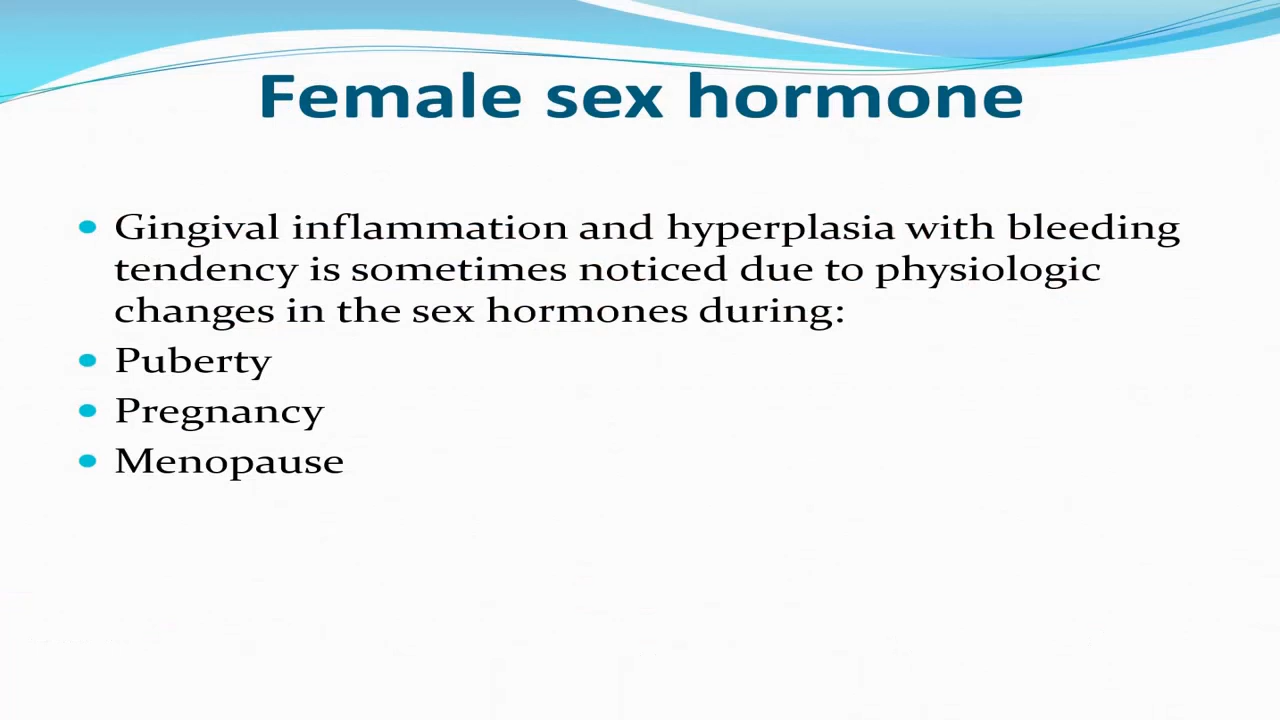 Female sex hormone
• Gingival inflammation and hyperplasia with bleeding
tendency is sometimes noticed due to physiologic
changes in the sex hormones during:
• Puberty
• Pregnancy
• Menopause